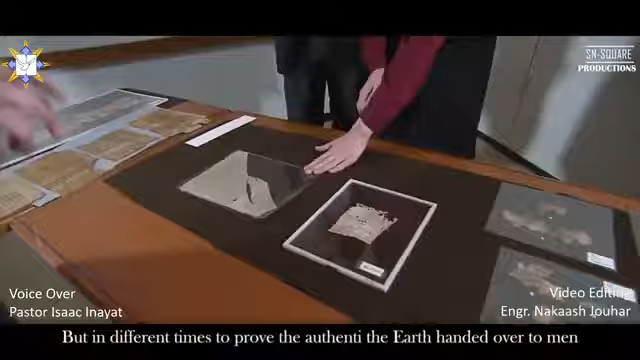 SN-SQUARE
PRODUCTIONS
Voice Over
Pastor Isaac Inayat
Video Editing
Engr. Nakaash Jouhar
But in different times to prove the authenti the Earth handed over to men